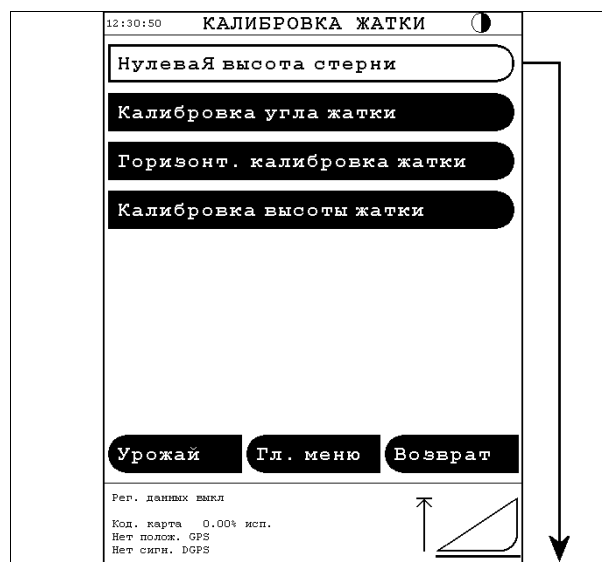 12:30:50 КАЛИБРОВКА ЖАТКИ
НулеваЯ высота стерни
Калибровка угла жатки
Горизонт. калибровка жатки
Калибровка высоты жатки
Урожай Гл. меню Возврат
Рег. данных выкл
Код. карта 0.00% исп.
Нет полож. GPS
Нет сигн. DGPS